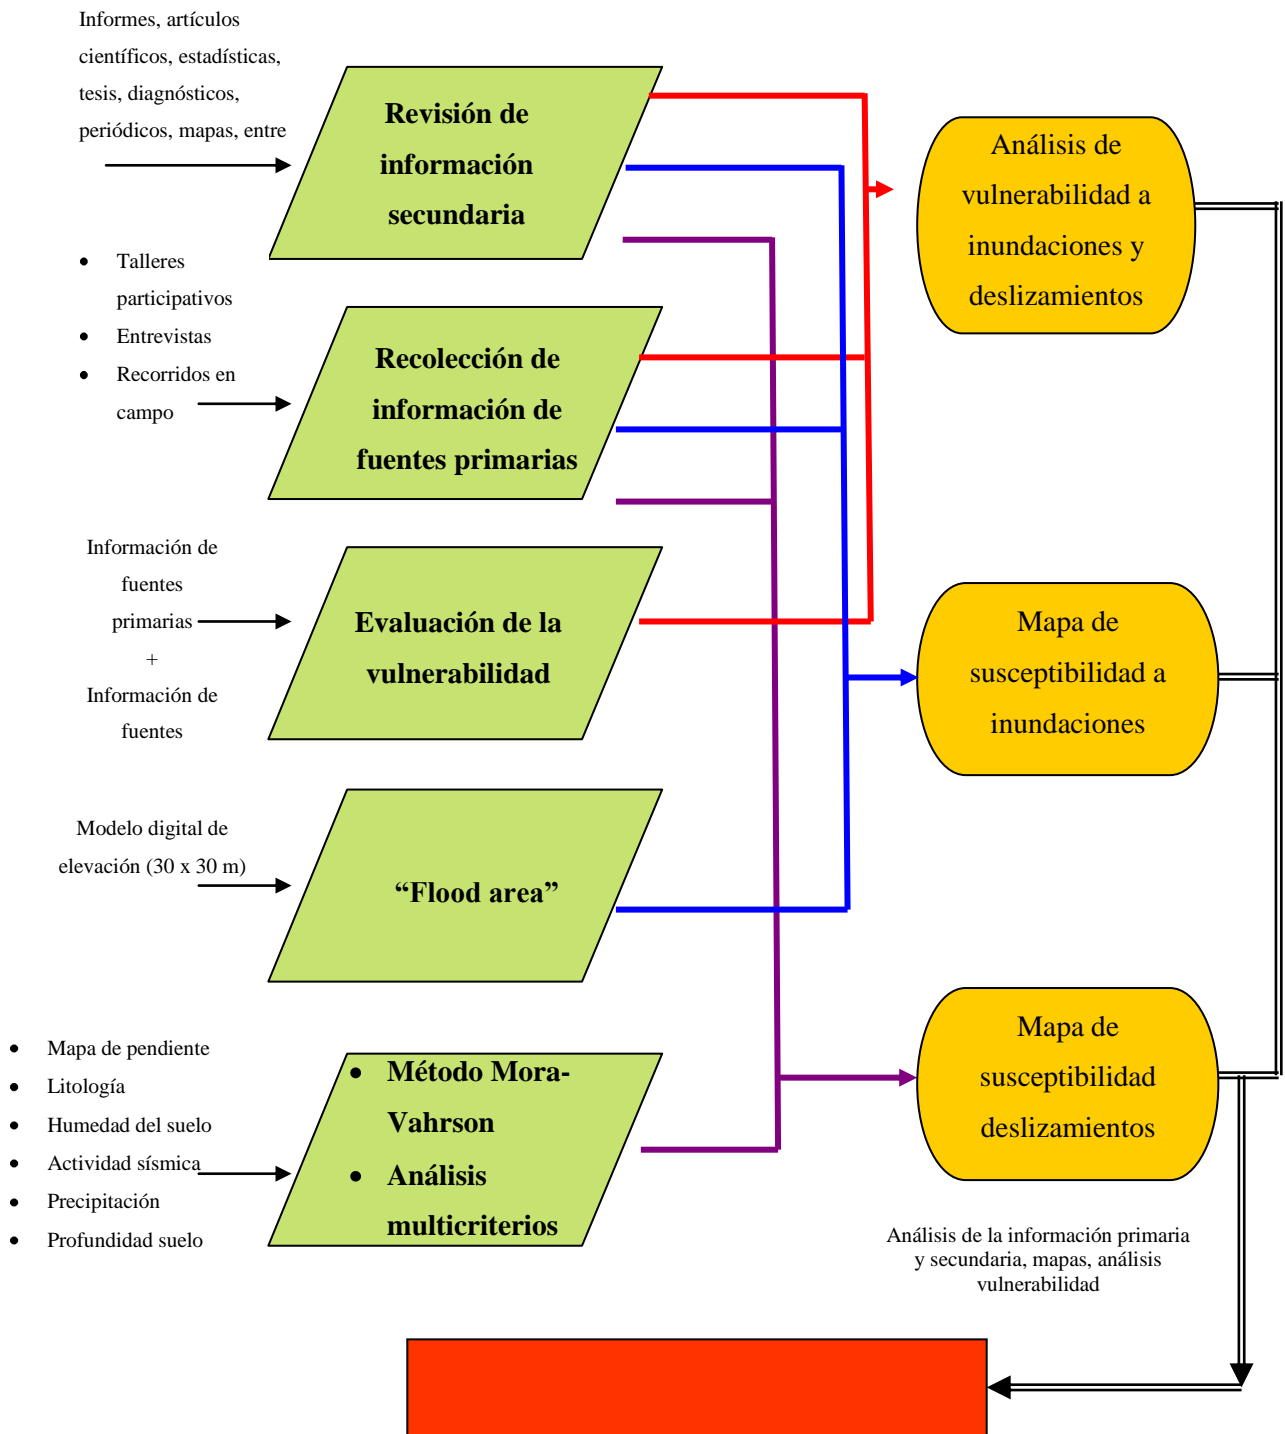 Informes, artículos
científicos, estadísticas,
tesis, diagnósticos,
periódicos, mapas, entre
Revisión de
información
secundaria
• Talleres
participativos
• Entrevistas
• Recorridos en
campo
Recolección de
información de
fuentes primarias
Información de
fuentes
primarias
+
Información de
fuentes
Evaluación de la
vulnerabilidad
Modelo digital de
elevación (30 x 30 m)
“Flood area”
• Mapa de pendiente
• Litología
• Humedad del suelo
• Actividad sísmica
• Precipitación
• Profundidad suelo
• Método Mora-
Vahrson
• Análisis
multicriterios
Análisis de
vulnerabilidad a
inundaciones y
deslizamientos
Mapa de
susceptibilidad a
inundaciones
Mapa de
susceptibilidad
deslizamientos
Análisis de la información primaria
y secundaria, mapas, análisis
vulnerabilidad